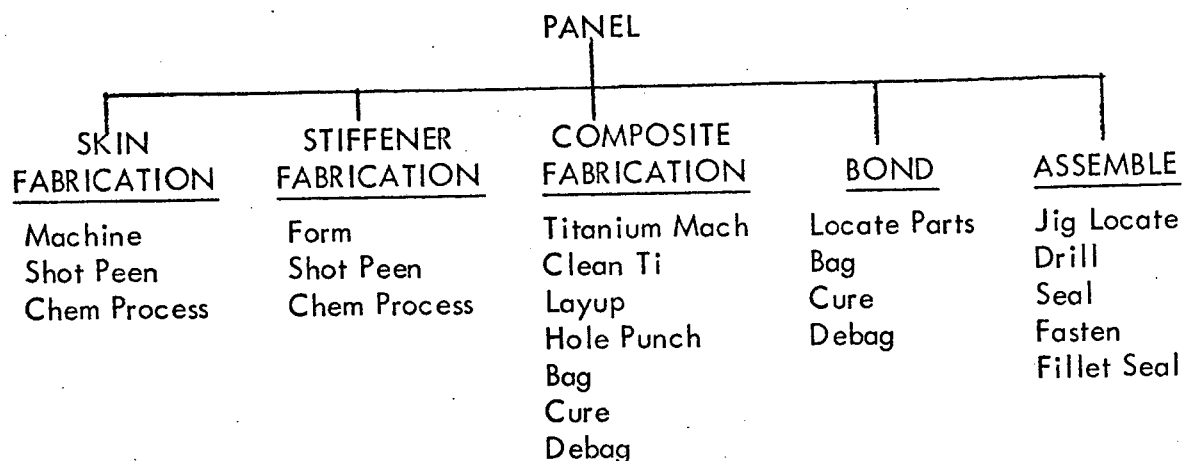 PANEL
SKIN
FABRICATION
Machine
Shot Peen
Chem Process
STIFFENER
FABRICATION
Form
Shot Peen
Chem Process
COMPOSITE
FABRICATION
Titanium Mach
Clean Ti
Layup
Hole Punch
Bag
Cure
Debag
BOND
Locate Parts
Bag
Cure
Debag
ASSEMBLE
Jig Locate
Drill
Seal
Fasten
Fillet Seal